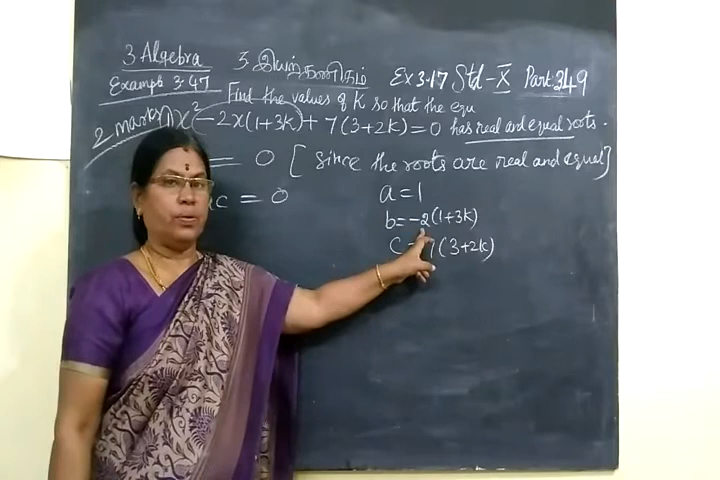 3 Algebra 3 இயற்கணிதம் Ex 3.17 Std-X Part 349
Example 3.47 Find the values of K so that the equ
2 marks 1) x² - 2x(1+3k) + 7(3+2k) = 0 has real and equal roots.
= 0 [Since the roots are real and equal]
a = 1
c = 0
b = -2(1+3k)
c = 7(3+2k)